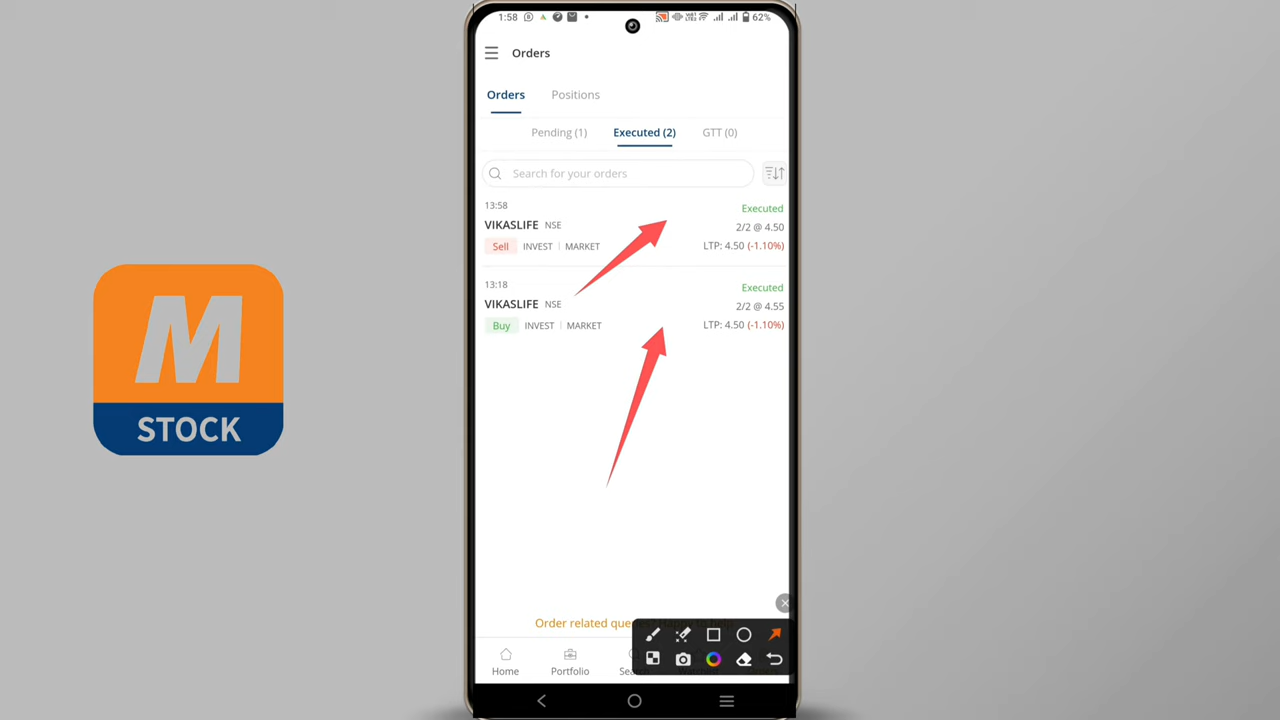 1:58
62%
Orders
Orders Positions
Pending (1) Executed (2) GTT (0)
Search for your orders
13:58
Executed
VIKASLIFE NSE
2/2 @ 4.50
Sell INVEST MARKET
LTP: 4.50 (-1.10%)
13:18
Executed
VIKASLIFE NSE
2/2 @ 4.55
Buy INVEST MARKET
LTP: 4.50 (-1.10%)
M
STOCK
Order related
Home Portfolio